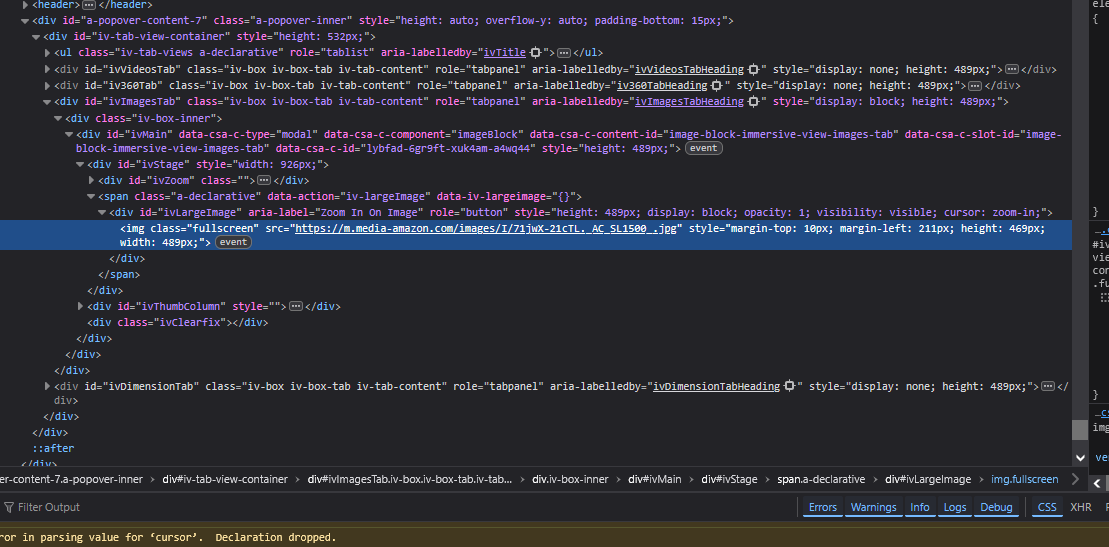 <header> ... </header>
<div id="a-popover-content-7" class="a-popover-inner" style="height: auto; overflow-y: auto; padding-bottom: 15px;">
<div id="iv-tab-view-container" style="height: 532px;">
<ul class="iv-tab-views a-declarative" role="tablist" aria-labelledby="ivTitle"> ... </ul>
<div id="ivVideosTab" class="iv-box iv-box-tab iv-tab-content" role="tabpanel" aria-labelledby="ivVideosTabHeading" style="display: none; height: 489px;"> ... </div>
<div id="iv360Tab" class="iv-box iv-box-tab iv-tab-content" role="tabpanel" aria-labelledby="iv360TabHeading" style="display: none; height: 489px;"> ... </div>
<div id="ivImagesTab" class="iv-box iv-box-tab iv-tab-content" role="tabpanel" aria-labelledby="ivImagesTabHeading" style="display: block; height: 489px;">
<div class="iv-box-inner">
<div id="ivMain" data-csa-c-type="modal" data-csa-c-component="imageBlock" data-csa-c-content-id="image-block-immersive-view-images-tab" data-csa-c-slot-id="image-
block-immersive-view-images-tab" data-csa-c-id="lybfad-6gr9ft-xuk4am-a4wq44" style="height: 489px;"> event
<div id="ivStage" style="width: 926px;">
<div id="ivZoom" class=""> ... </div>
<span class="a-declarative" data-action="iv-largeImage" data-iv-largeimage="{}">
<div id="ivLargeImage" aria-label="Zoom In On Image" role="button" style="height: 489px; display: block; opacity: 1; visibility: visible; cursor: zoom-in;">
<img class="fullscreen" src="https://m.media-amazon.com/images/I/71jwX-21cTL._AC_SL1500_.jpg" style="margin-top: 10px; margin-left: 211px; height: 469px;
width: 489px;"> event
</div>
</span>
</div>
<div id="ivThumbColumn" style=""> ... </div>
<div class="ivClearfix"></div>
</div>
</div>
</div>
<div id="ivDimensionTab" class="iv-box iv-box-tab iv-tab-content" role="tabpanel" aria-labelledby="ivDimensionTabHeading" style="display: none; height: 489px;"> ... </
div>
</div>
</div>
::after
</div>
ele
{
}
….c
#iv
vie
con
.fu
}
…cs
img
ver
er-content-7.a-popover-inner > div#iv-tab-view-container > div#ivImagesTab.iv-box.iv-box-tab.iv-tab… > div.iv-box-inner > div#ivMain > div#ivStage > span.a-declarative > div#ivLargeImage > img.fullscreen
Filter Output Errors Warnings Info Logs Debug CSS XHR
ror in parsing value for ‘cursor’. Declaration dropped.